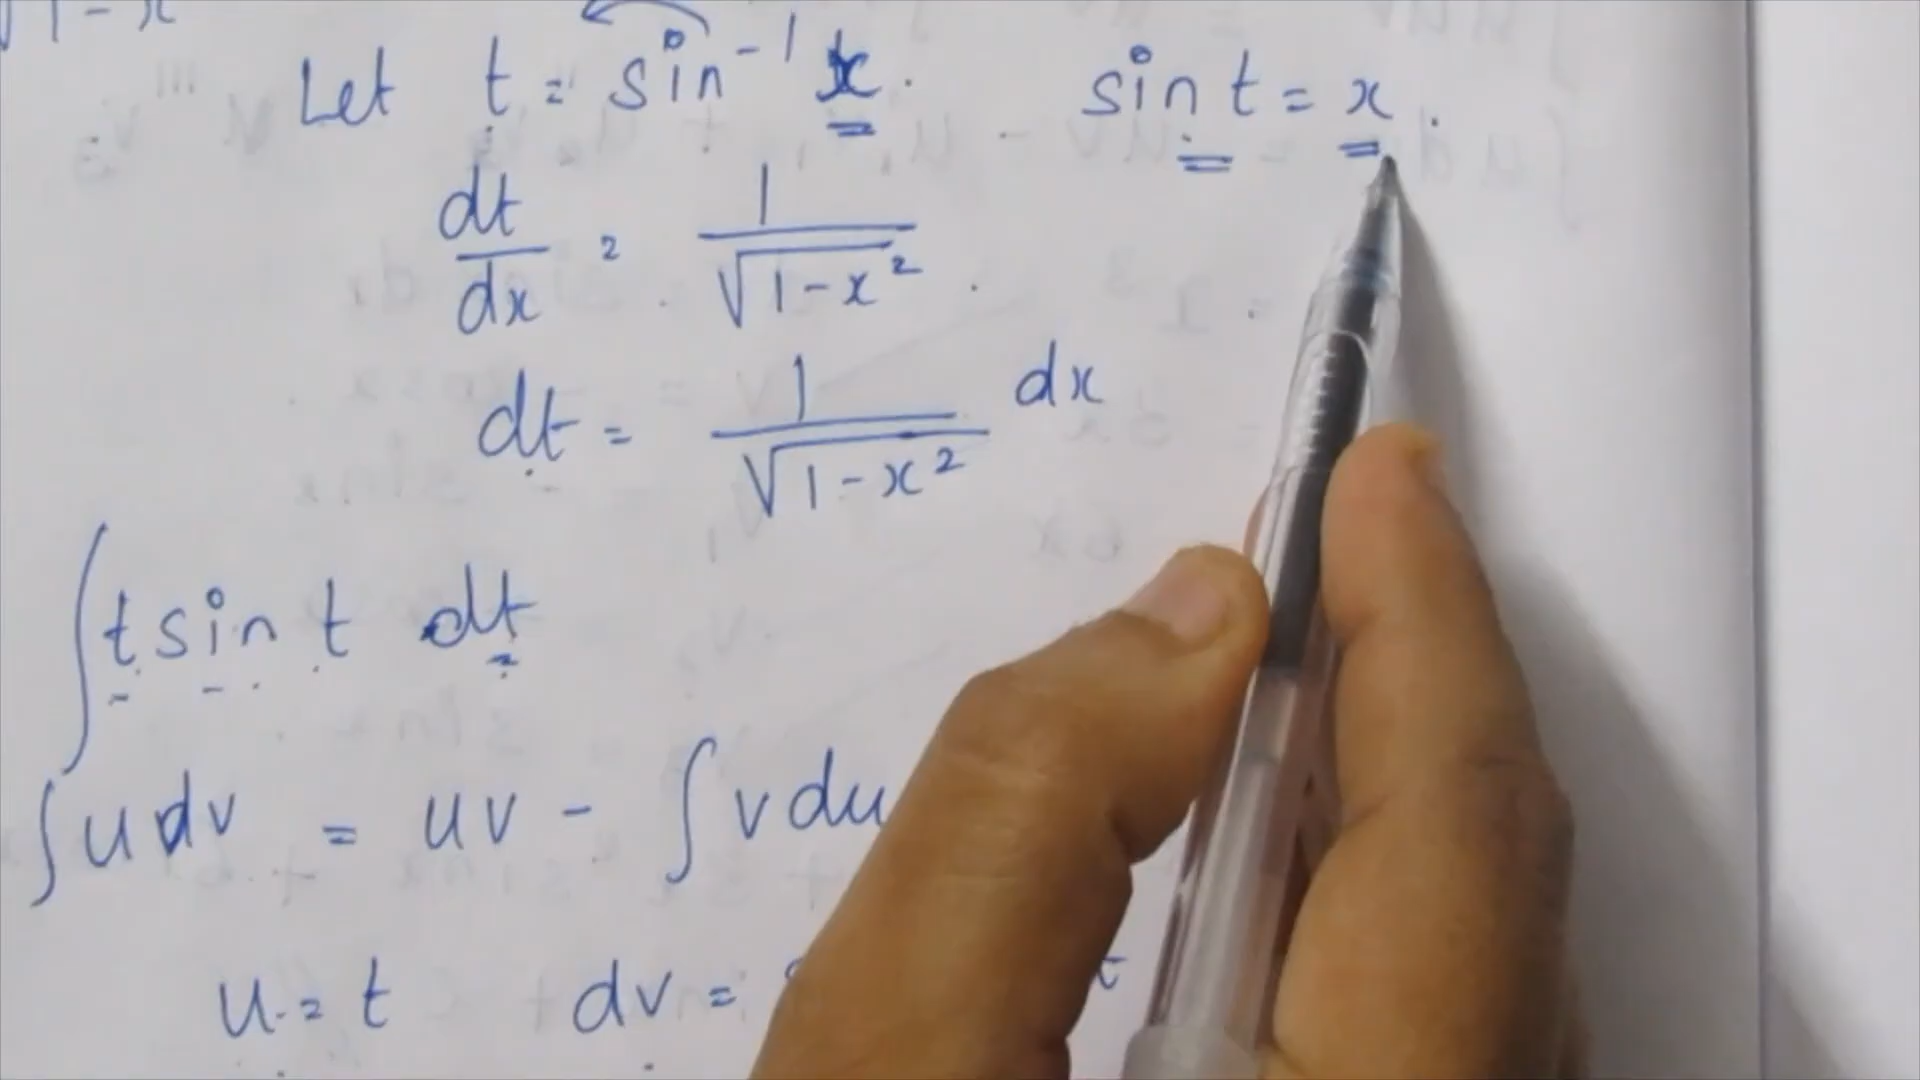 √1-x
Let t = sin⁻¹ x. sin t = x.
dt/dx = 1/√1-x²
dt = 1/√1-x² dx
∫ t sin t dt
∫ u dv = uv - ∫ v du
u = t dv =